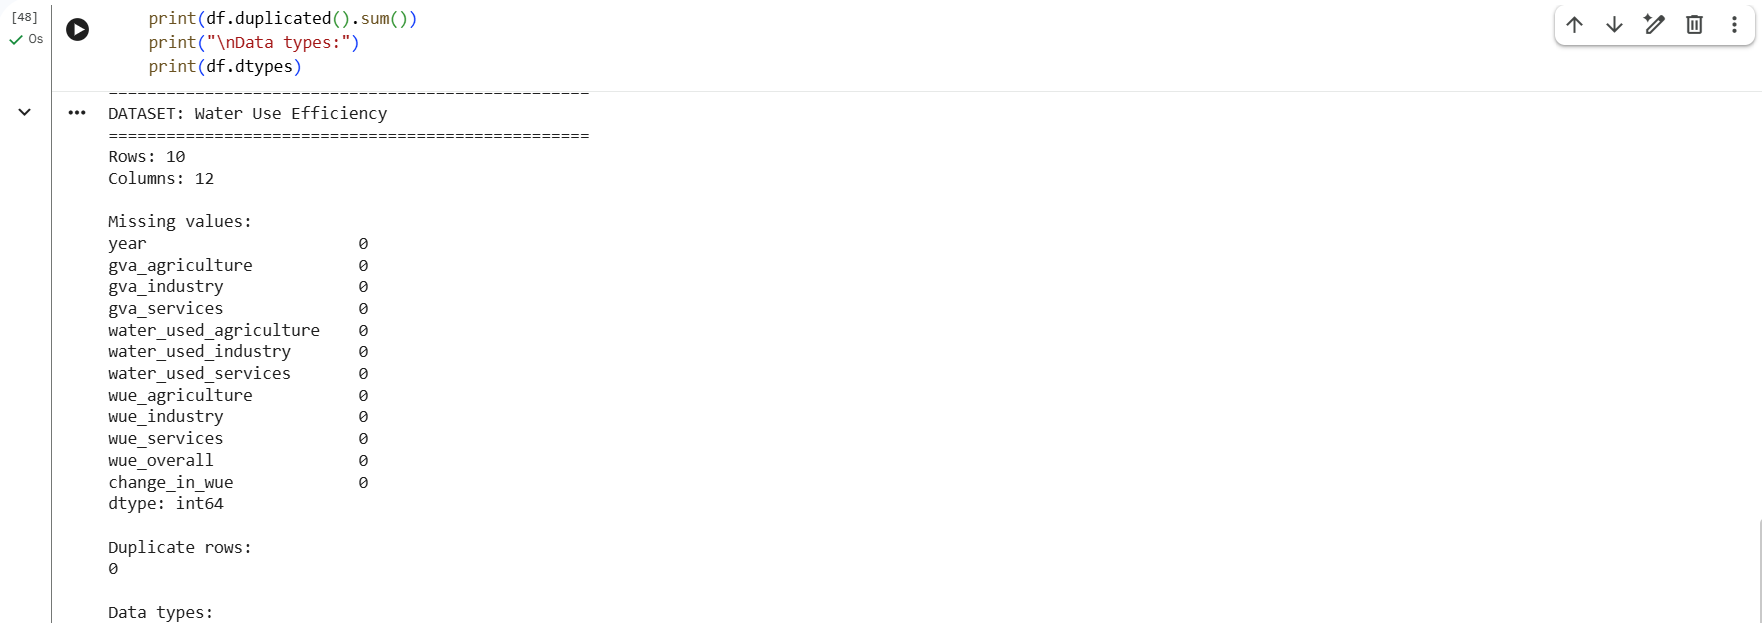 [48]
0s
print(df.duplicated().sum())
print("\nData types:")
print(df.dtypes)
==================================================
DATASET: Water Use Efficiency
==================================================
Rows: 10
Columns: 12
Missing values:
year 0
gva_agriculture 0
gva_industry 0
gva_services 0
water_used_agriculture 0
water_used_industry 0
water_used_services 0
wue_agriculture 0
wue_industry 0
wue_services 0
wue_overall 0
change_in_wue 0
dtype: int64
Duplicate rows:
0
Data types: